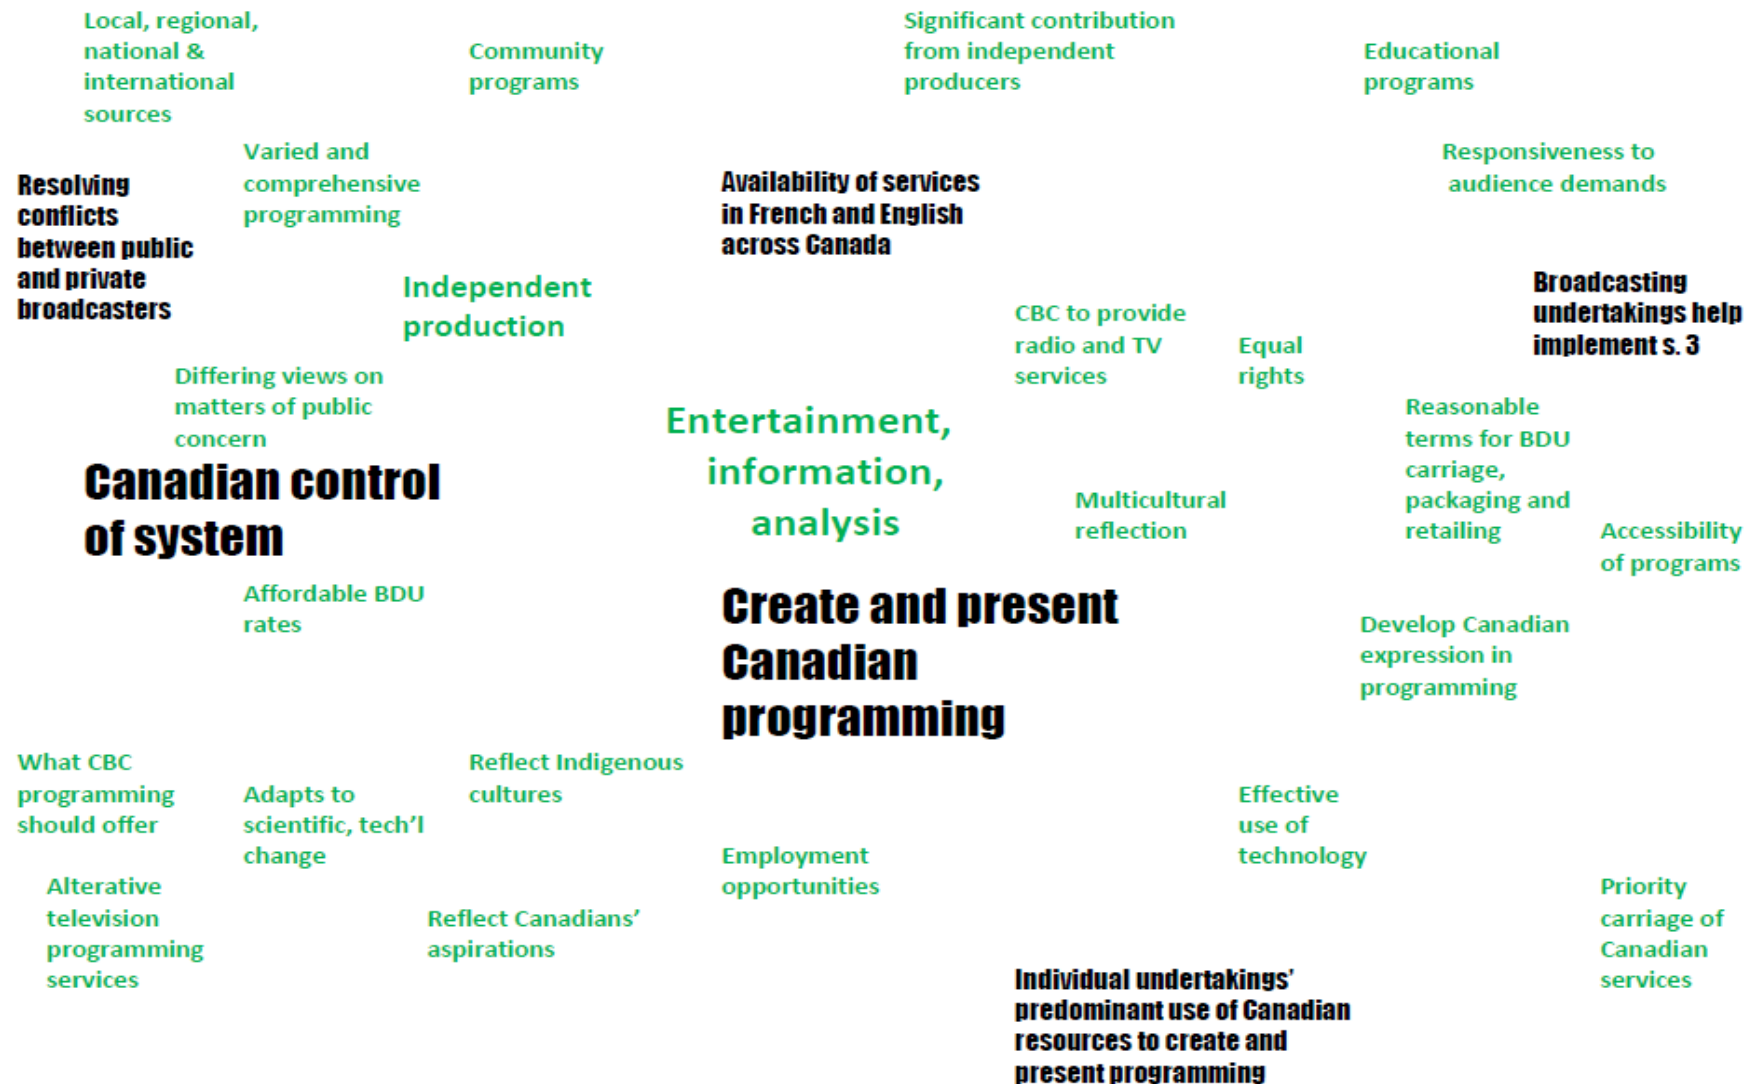 Local, regional,
national &
international
sources
Community
programs
Significant contribution
from independent
producers
Educational
programs
Varied and
comprehensive
programming
Resolving
conflicts
between public
and private
broadcasters
Availability of services
in French and English
across Canada
Responsiveness to
audience demands
Independent
production
Broadcasting
undertakings help
implement s. 3
CBC to provide
radio and TV
services
Equal
rights
Differing views on
matters of public
concern
Entertainment,
information,
analysis
Reasonable
terms for BDU
carriage,
packaging and
retailing
Canadian control
of system
Multicultural
reflection
Accessibility
of programs
Affordable BDU
rates
Create and present
Canadian
programming
Develop Canadian
expression in
programming
What CBC
programming
should offer
Adapts to
scientific, tech’l
change
Reflect Indigenous
cultures
Effective
use of
technology
Employment
opportunities
Alterative
television
programming
services
Reflect Canadians’
aspirations
Priority
carriage of
Canadian
services
Individual undertakings’
predominant use of Canadian
resources to create and
present programming